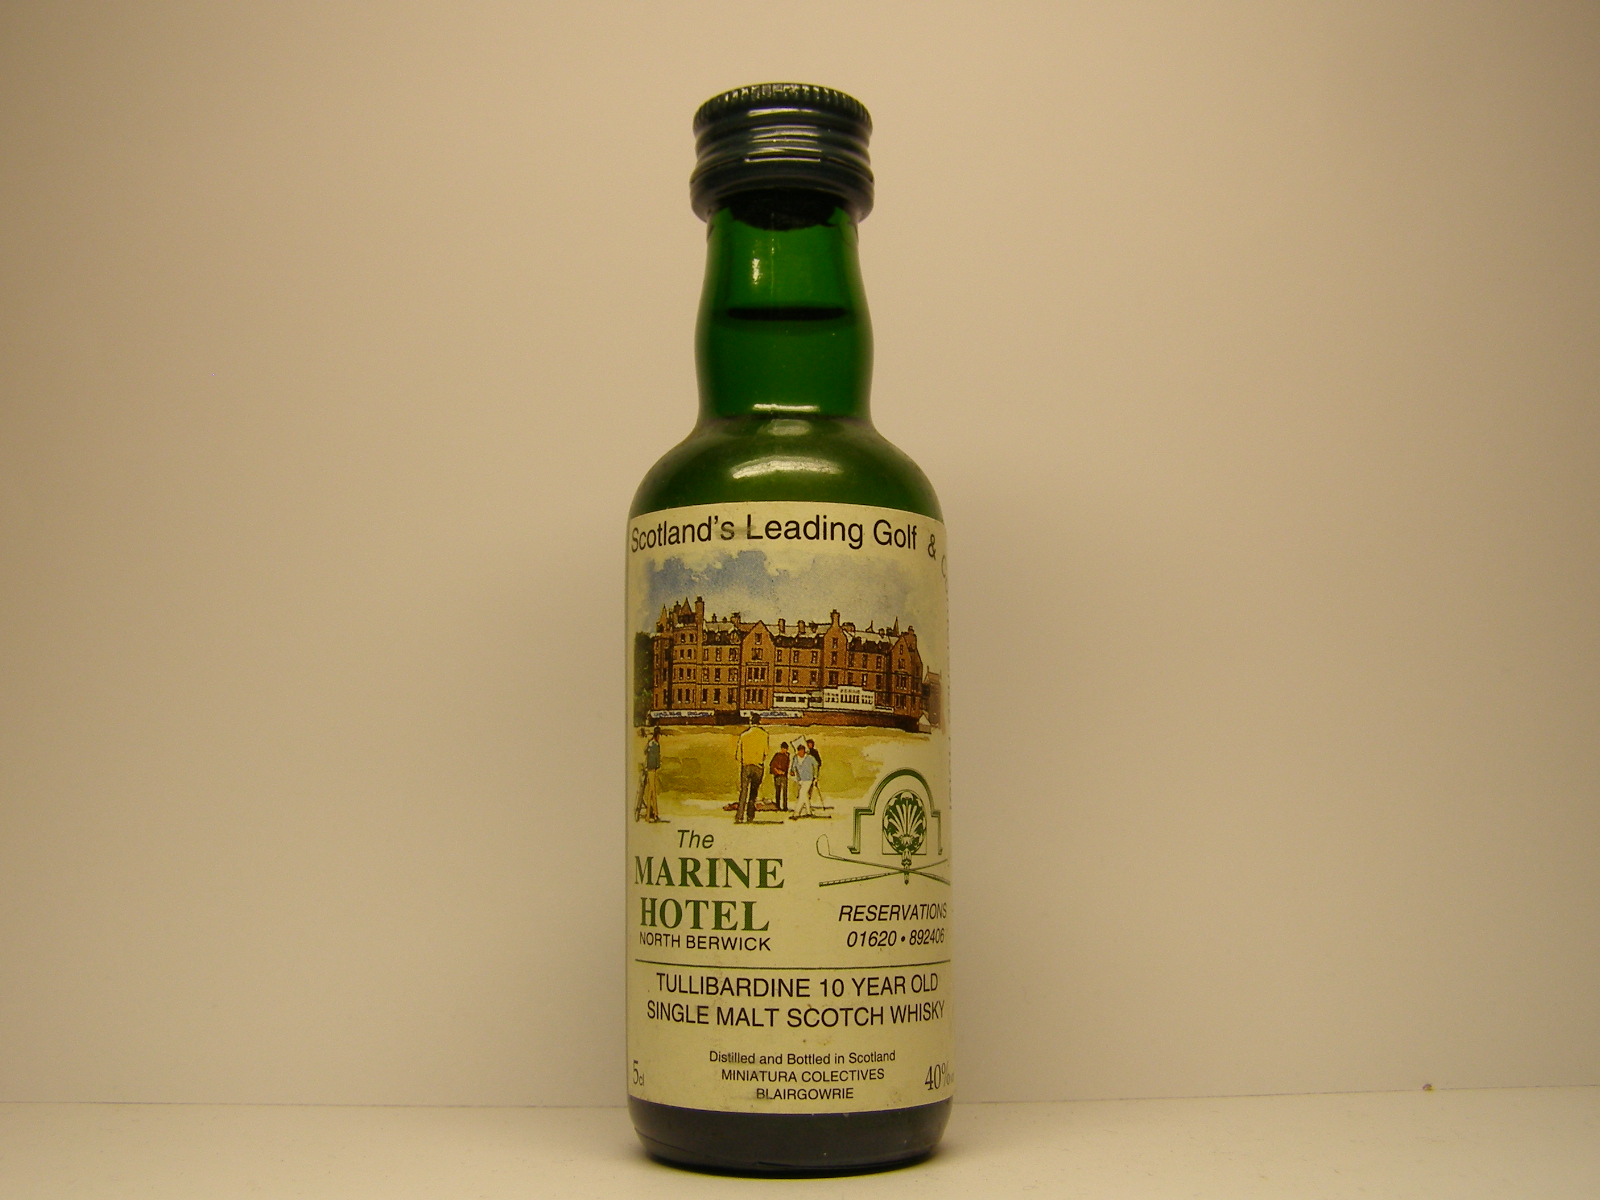 Scotland's Leading Golf &
The
MARINE
HOTEL
NORTH BERWICK
RESERVATIONS
01620 • 892406
TULLIBARDINE 10 YEAR OLD
SINGLE MALT SCOTCH WHISKY
Distilled and Bottled in Scotland
MINIATURA COLECTIVES
BLAIRGOWRIE
5cl
40%